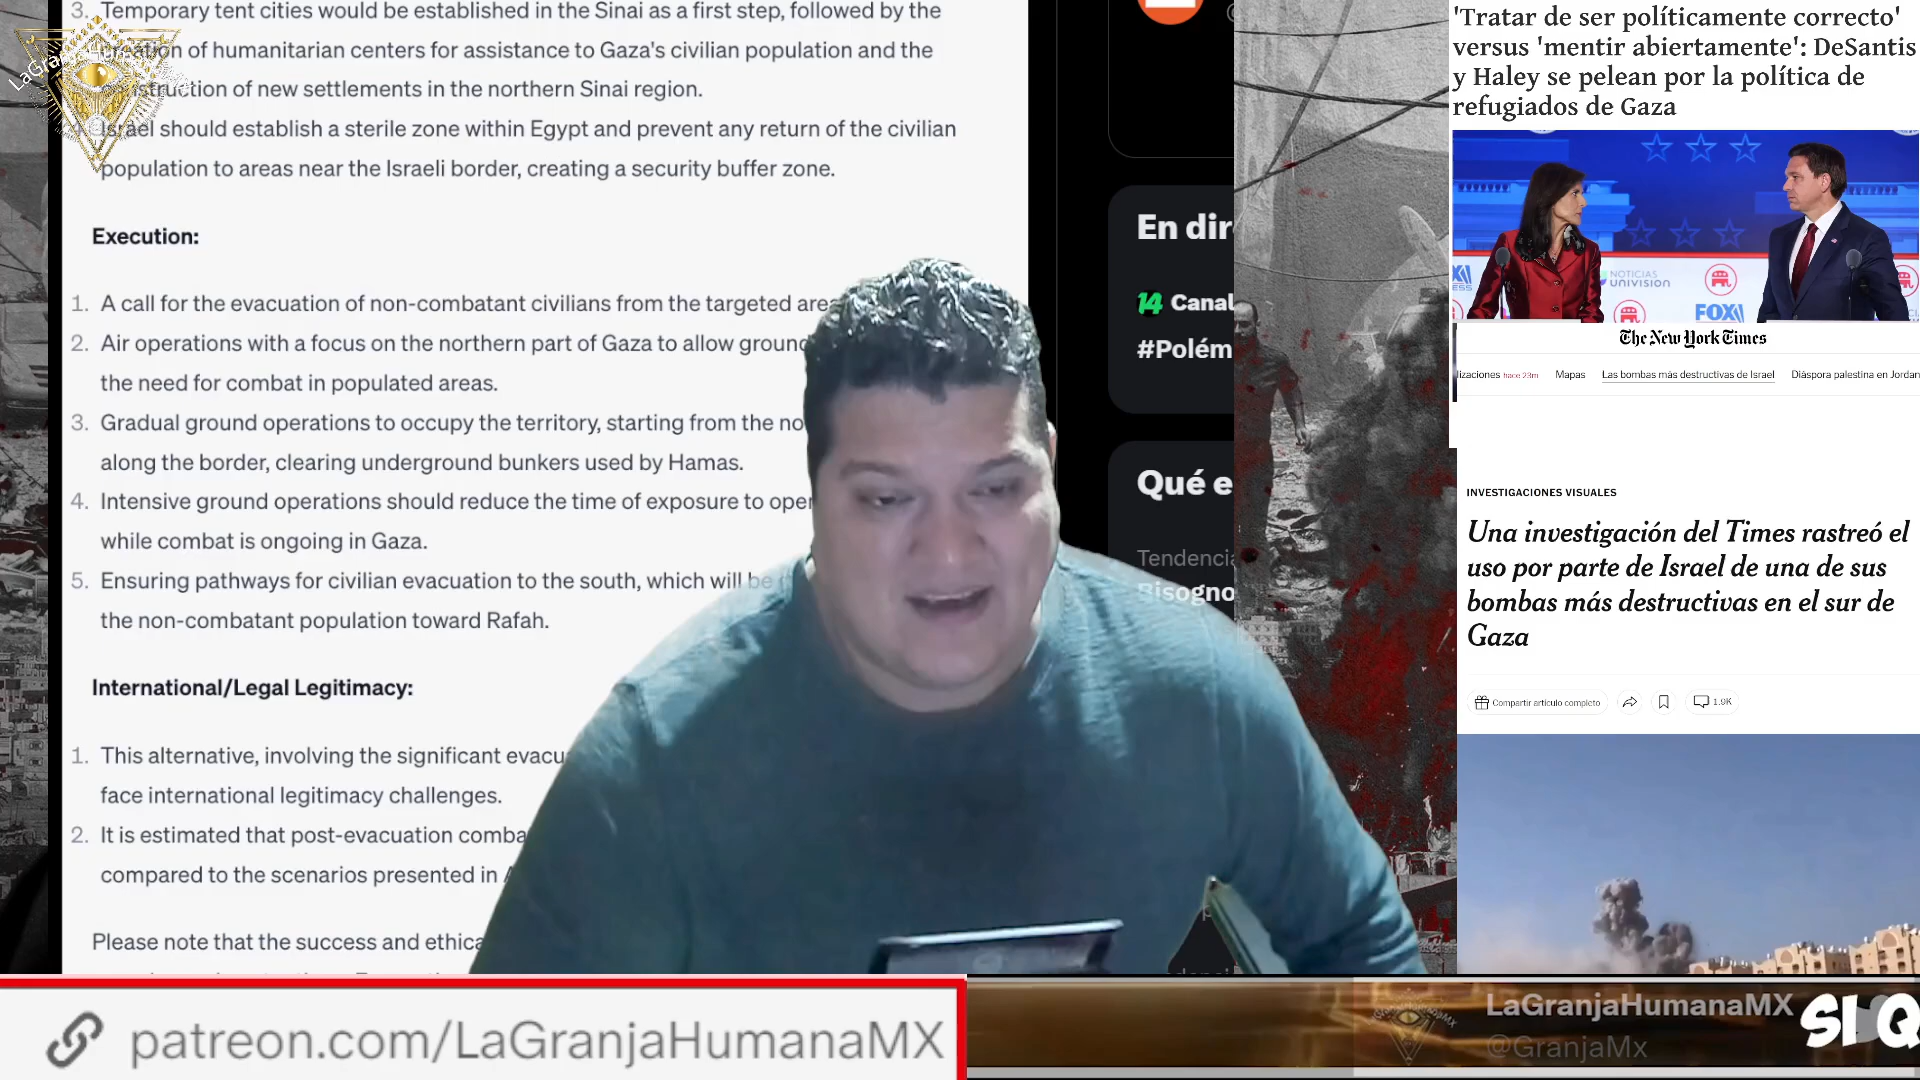 3. Temporary tent cities would be established in the Sinai as a first step, followed by the
of humanitarian centers for assistance to Gaza's civilian population and the
construction of new settlements in the northern Sinai region.
Israel should establish a sterile zone within Egypt and prevent any return of the civilian
population to areas near the Israeli border, creating a security buffer zone.
Execution:
1. A call for the evacuation of non-combatant civilians from the targeted area
2. Air operations with a focus on the northern part of Gaza to allow ground
the need for combat in populated areas.
3. Gradual ground operations to occupy the territory, starting from the no
along the border, clearing underground bunkers used by Hamas.
4. Intensive ground operations should reduce the time of exposure to oper
while combat is ongoing in Gaza.
5. Ensuring pathways for civilian evacuation to the south, which will be
the non-combatant population toward Rafah.
International/Legal Legitimacy:
1. This alternative, involving the significant evacu
face international legitimacy challenges.
2. It is estimated that post-evacuation comba
compared to the scenarios presented in
Please note that the success and ethica
En dir
14 Canal
#Polém
Qué e
Tendencia
Bisogno
'Tratar de ser políticamente correcto'
versus 'mentir abiertamente': DeSantis
y Haley se pelean por la política de
refugiados de Gaza
NOTICIAS
UNIVISION
FOX
The New York Times
lizaciones hace 23m Mapas Las bombas más destructivas de Israel Diáspora palestina en Jordan
INVESTIGACIONES VISUALES
Una investigación del Times rastreó el
uso por parte de Israel de una de sus
bombas más destructivas en el sur de
Gaza
Compartir artículo completo 1.9K
patreon.com/LaGranjaHumanaMX
LaGranjaHumanaMX
@GranjaMx
SI Q